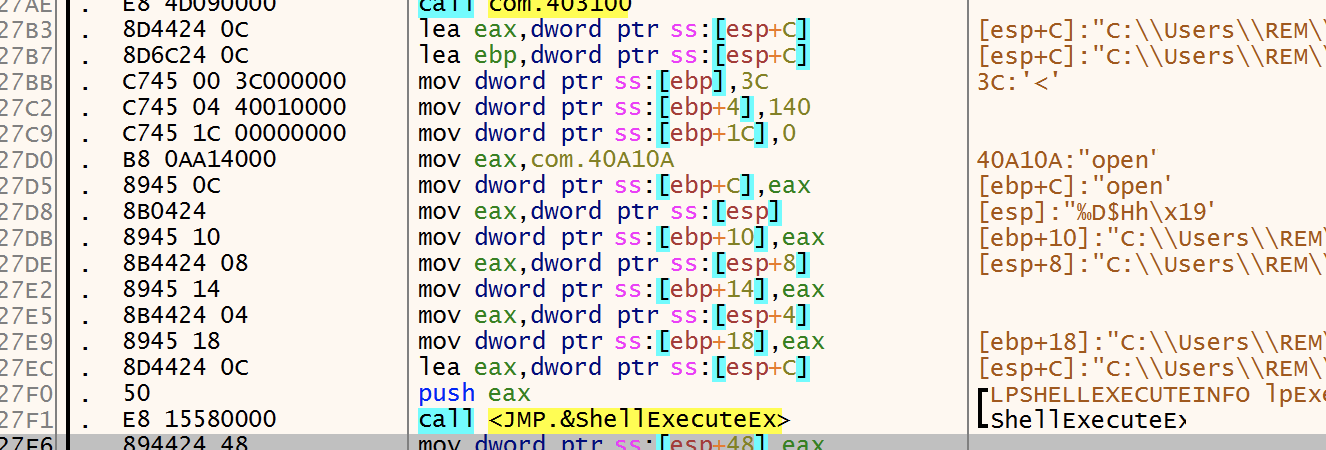 27AE . E8 4D090000 call com.403100
27B3 . 8D4424 0C lea eax,dword ptr ss:[esp+C] [esp+C]:"C:\\Users\\REM\
27B7 . 8D6C24 0C lea ebp,dword ptr ss:[esp+C] [esp+C]:"C:\\Users\\REM\
27BB . C745 00 3C000000 mov dword ptr ss:[ebp],3C 3C:'<'
27C2 . C745 04 40010000 mov dword ptr ss:[ebp+4],140
27C9 . C745 1C 00000000 mov dword ptr ss:[ebp+1C],0
27D0 . B8 0AA14000 mov eax,com.40A10A 40A10A:"open"
27D5 . 8945 0C mov dword ptr ss:[ebp+C],eax [ebp+C]:"open"
27D8 . 8B0424 mov eax,dword ptr ss:[esp] [esp]:"‰D$Hh\x19"
27DB . 8945 10 mov dword ptr ss:[ebp+10],eax [ebp+10]:"C:\\Users\\REM
27DE . 8B4424 08 mov eax,dword ptr ss:[esp+8] [esp+8]:"C:\\Users\\REM\
27E2 . 8945 14 mov dword ptr ss:[ebp+14],eax
27E5 . 8B4424 04 mov eax,dword ptr ss:[esp+4]
27E9 . 8945 18 mov dword ptr ss:[ebp+18],eax [ebp+18]:"C:\\Users\\REM
27EC . 8D4424 0C lea eax,dword ptr ss:[esp+C] [esp+C]:"C:\\Users\\REM\
27F0 . 50 push eax LPSHELLEXECUTEINFO lpExe
27F1 . E8 15580000 call <JMP.&ShellExecuteEx> ShellExecuteEx
27F6 . 894424 48 mov dword ptr ss:[esp+48],eax